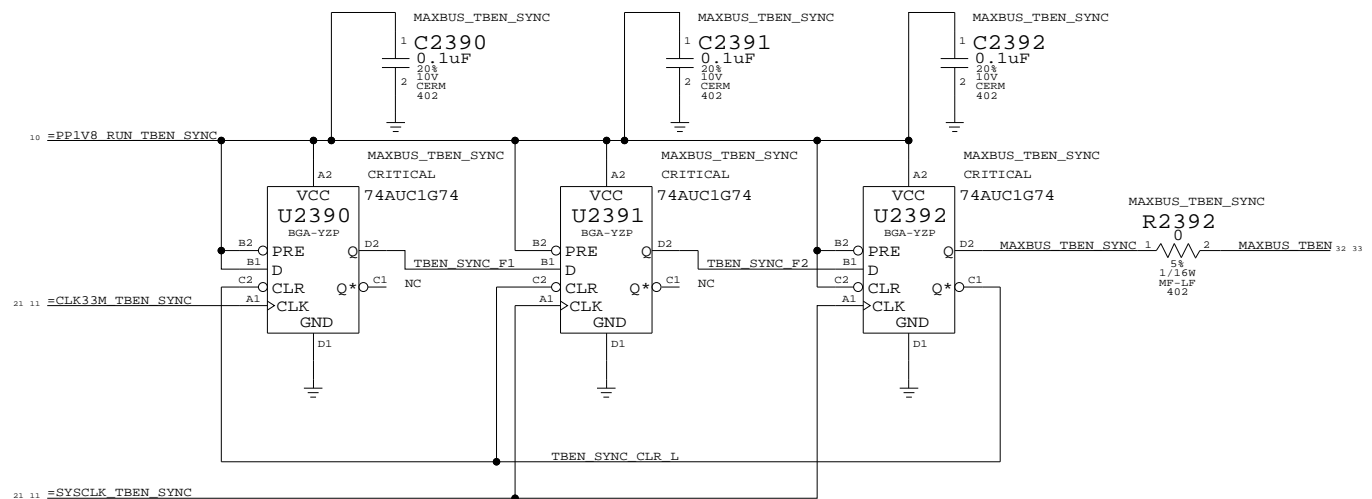 MAXBUS_TBEN_SYNC MAXBUS_TBEN_SYNC MAXBUS_TBEN_SYNC
1 C2390 1 C2391 1 C2392
0.1uF 0.1uF 0.1uF
20% 20% 20%
2 10V 2 10V 2 10V
CERM CERM CERM
402 402 402
10 =PP1V8_RUN_TBEN_SYNC
MAXBUS_TBEN_SYNC MAXBUS_TBEN_SYNC MAXBUS_TBEN_SYNC
A2 CRITICAL A2 CRITICAL A2 CRITICAL
VCC 74AUC1G74 VCC 74AUC1G74 VCC 74AUC1G74
MAXBUS_TBEN_SYNC
U2390 U2391 U2392 R2392
BGA-YZP BGA-YZP BGA-YZP 0
B2 PRE Q D2 B2 PRE Q D2 B2 PRE Q D2 MAXBUS_TBEN_SYNC 1 2 MAXBUS_TBEN 32 33
B1 D TBEN_SYNC_F1 B1 D TBEN_SYNC_F2 B1 D 5%
1/16W
C2 CLR Q* C1 NC C2 CLR Q* C1 NC C2 CLR Q* C1 MF-LF
402
21 11 =CLK33M_TBEN_SYNC A1 CLK A1 CLK A1 CLK
GND GND GND
D1 D1 D1
TBEN_SYNC_CLR_L
21 11 =SYSCLK_TBEN_SYNC